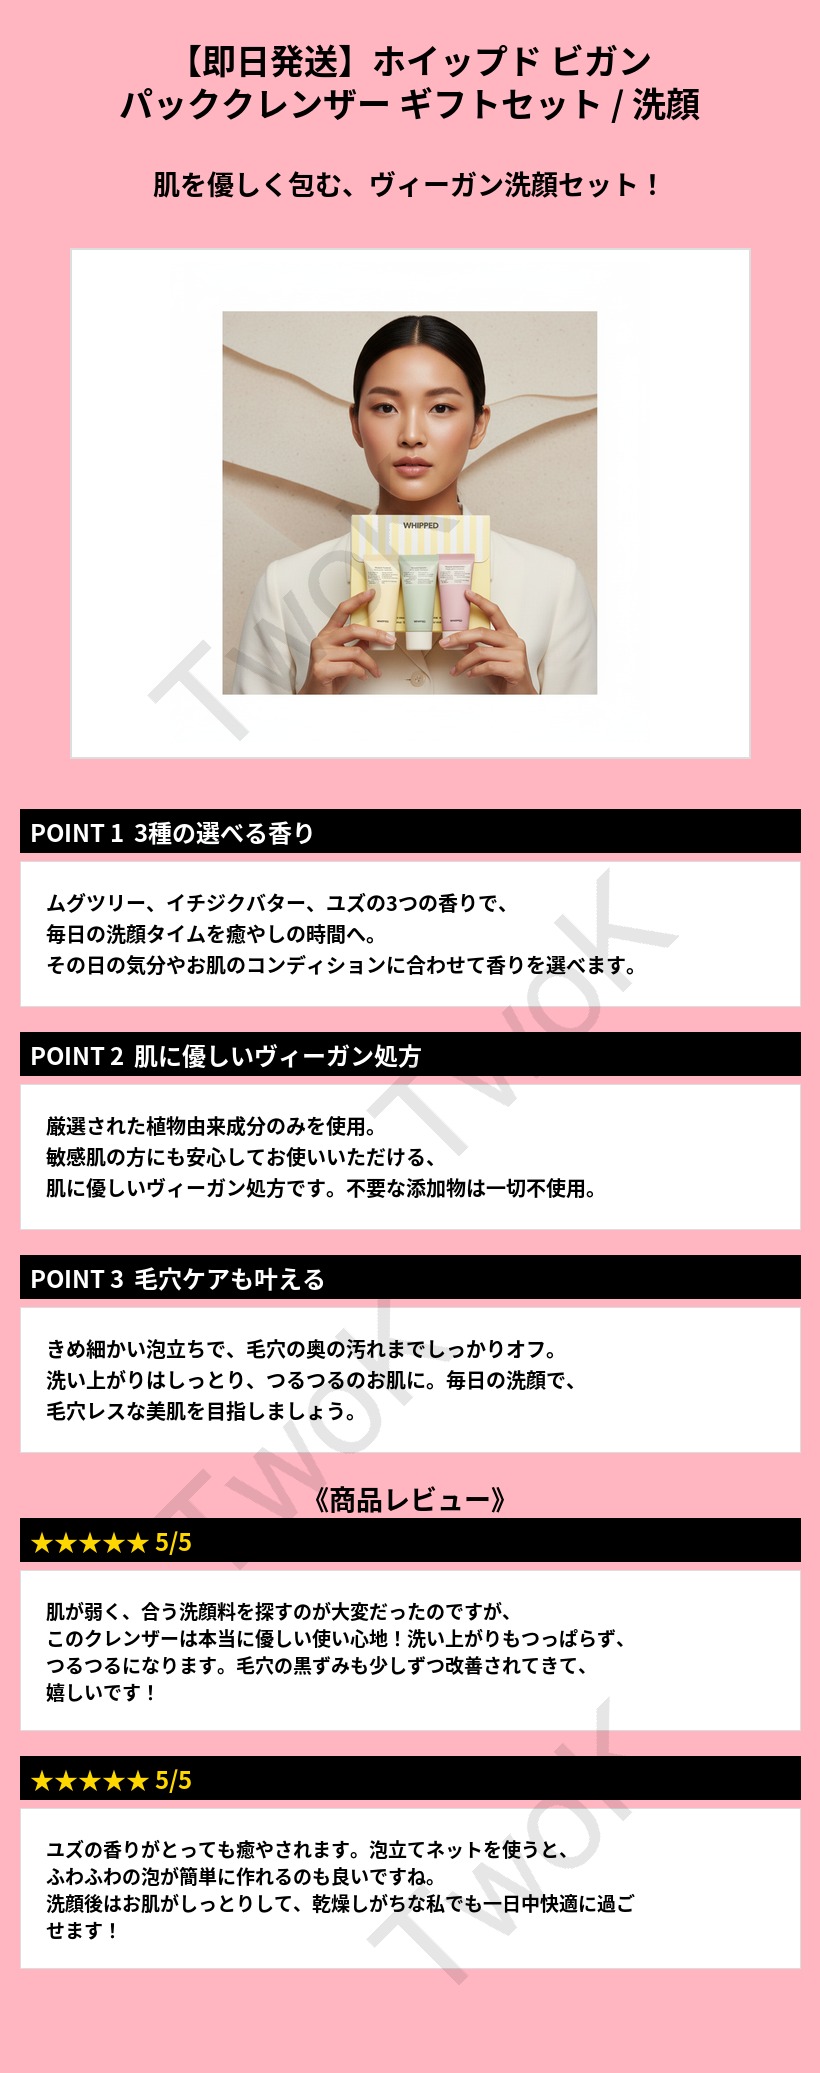 【即日発送】ホイップド ビガン
パッククレンザー ギフトセット / 洗顔
肌を優しく包む、ヴィーガン洗顔セット！
WHIPPED
POINT 1 3種の選べる香り
ムグツリー、イチジクバター、ユズの3つの香りで、
毎日の洗顔タイムを癒やしの時間へ。
その日の気分やお肌のコンディションに合わせて香りを選べます。
POINT 2 肌に優しいヴィーガン処方
厳選された植物由来成分のみを使用。
敏感肌の方にも安心してお使いいただける、
肌に優しいヴィーガン処方です。不要な添加物は一切不使用。
POINT 3 毛穴ケアも叶える
きめ細かい泡立ちで、毛穴の奥の汚れまでしっかりオフ。
洗い上がりはしっとり、つるつるのお肌に。毎日の洗顔で、
毛穴レスな美肌を目指しましょう。
《商品レビュー》
★★★★★ 5/5
肌が弱く、合う洗顔料を探すのが大変だったのですが、
このクレンザーは本当に優しい使い心地！洗い上がりもつっぱらず、
つるつるになります。毛穴の黒ずみも少しずつ改善されてきて、
嬉しいです！
★★★★★ 5/5
ユズの香りがとっても癒やされます。泡立てネットを使うと、
ふわふわの泡が簡単に作れるのも良いですね。
洗顔後はお肌がしっとりして、乾燥しがちな私でも一日中快適に過ご
せます！
TwoK
TwoK
TwoK
TwoK